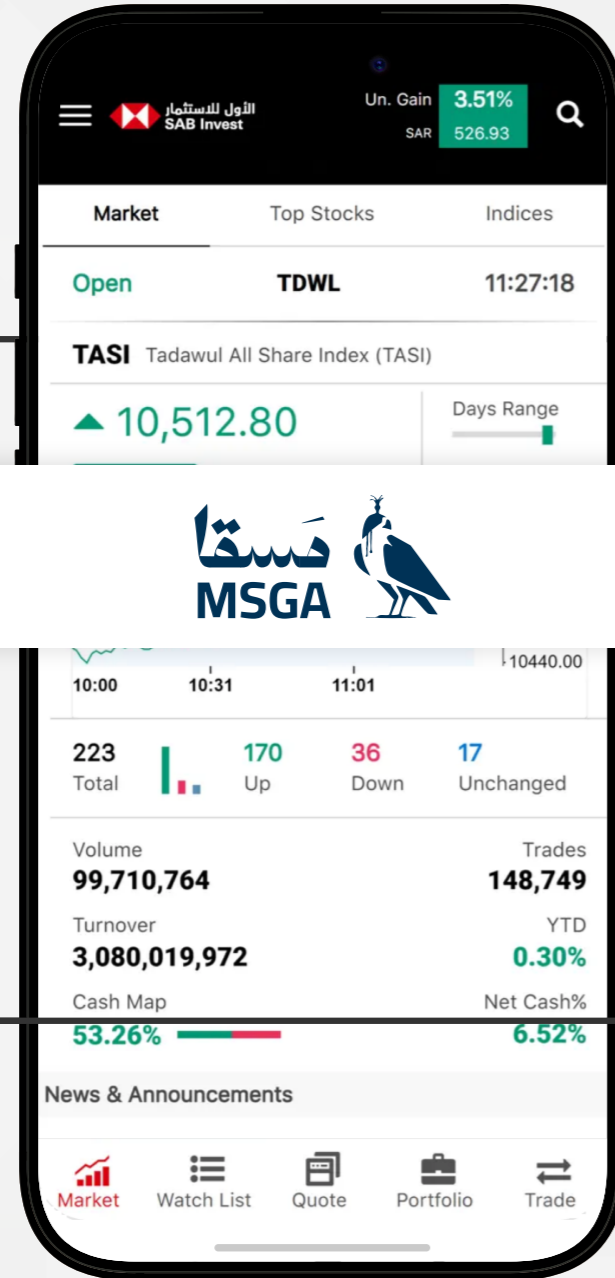 الأول للاستثمار
SAB Invest
Un. Gain 3.51%
SAR 526.93
Market Top Stocks Indices
Open TDWL 11:27:18
TASI Tadawul All Share Index (TASI)
10,512.80 Days Range
مَسقا
MSGA
10440.00
10:00 10:31 11:01
223 170 36 17
Total Up Down Unchanged
Volume Trades
99,710,764 148,749
Turnover YTD
3,080,019,972 0.30%
Cash Map Net Cash%
53.26% 6.52%
News & Announcements
Market Watch List Quote Portfolio Trade